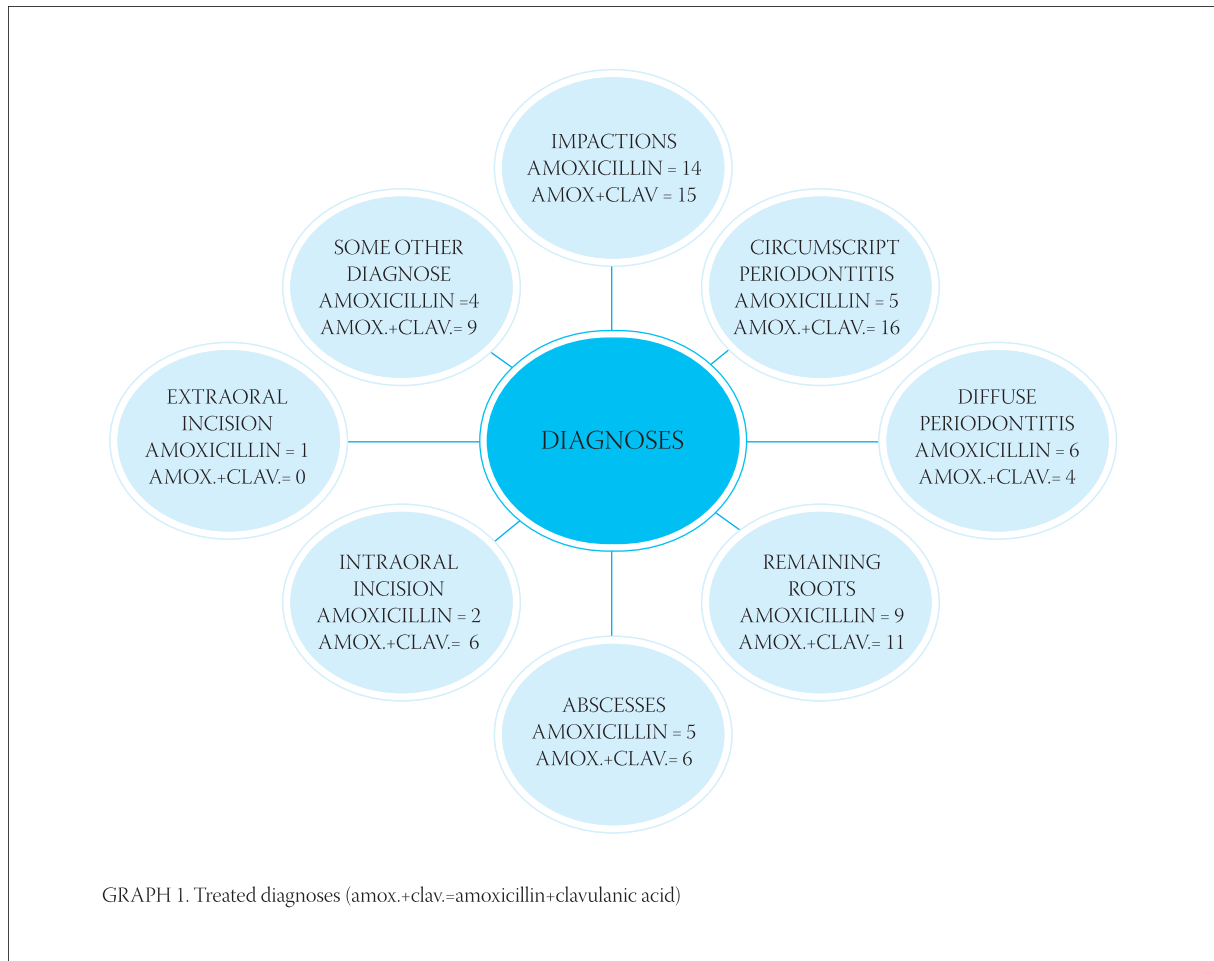 IMPACTIONS
AMOXICILLIN = 14
AMOX+CLAV = 15
SOME OTHER
DIAGNOSE
AMOXICILLIN =4
AMOX.+CLAV.= 9
CIRCUMSCRIPT
PERIODONTITIS
AMOXICILLIN = 5
AMOX.+CLAV.= 16
EXTRAORAL
INCISION
AMOXICILLIN = 1
AMOX.+CLAV.= 0
DIAGNOSES
DIFFUSE
PERIODONTITIS
AMOXICILLIN = 6
AMOX.+CLAV.= 4
INTRAORAL
INCISION
AMOXICILLIN = 2
AMOX.+CLAV.= 6
REMAINING
ROOTS
AMOXICILLIN = 9
AMOX.+CLAV.= 11
ABSCESSES
AMOXICILLIN = 5
AMOX.+CLAV.= 6
GRAPH 1. Treated diagnoses (amox.+clav.=amoxicillin+clavulanic acid)